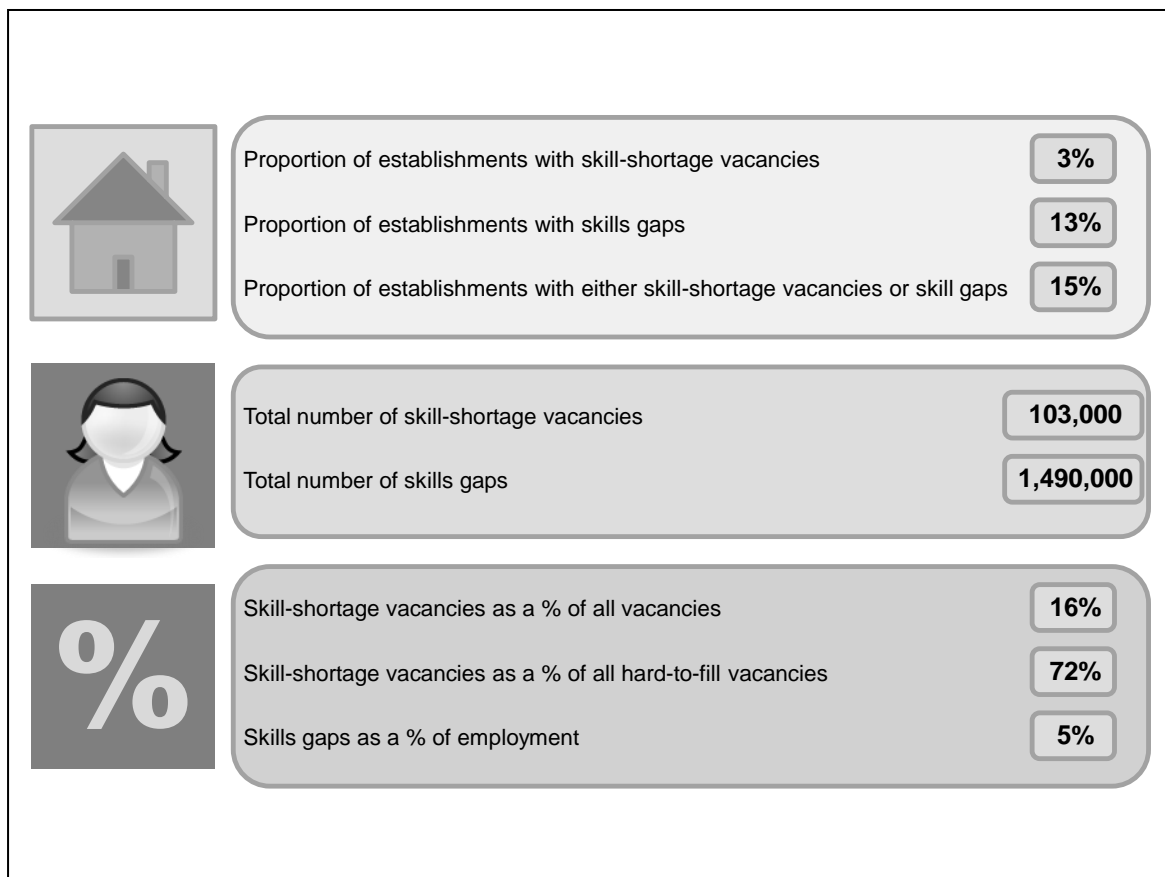 Proportion of establishments with skill-shortage vacancies 3%
Proportion of establishments with skills gaps 13%
Proportion of establishments with either skill-shortage vacancies or skill gaps 15%
Total number of skill-shortage vacancies 103,000
Total number of skills gaps 1,490,000
%
Skill-shortage vacancies as a % of all vacancies 16%
Skill-shortage vacancies as a % of all hard-to-fill vacancies 72%
Skills gaps as a % of employment 5%